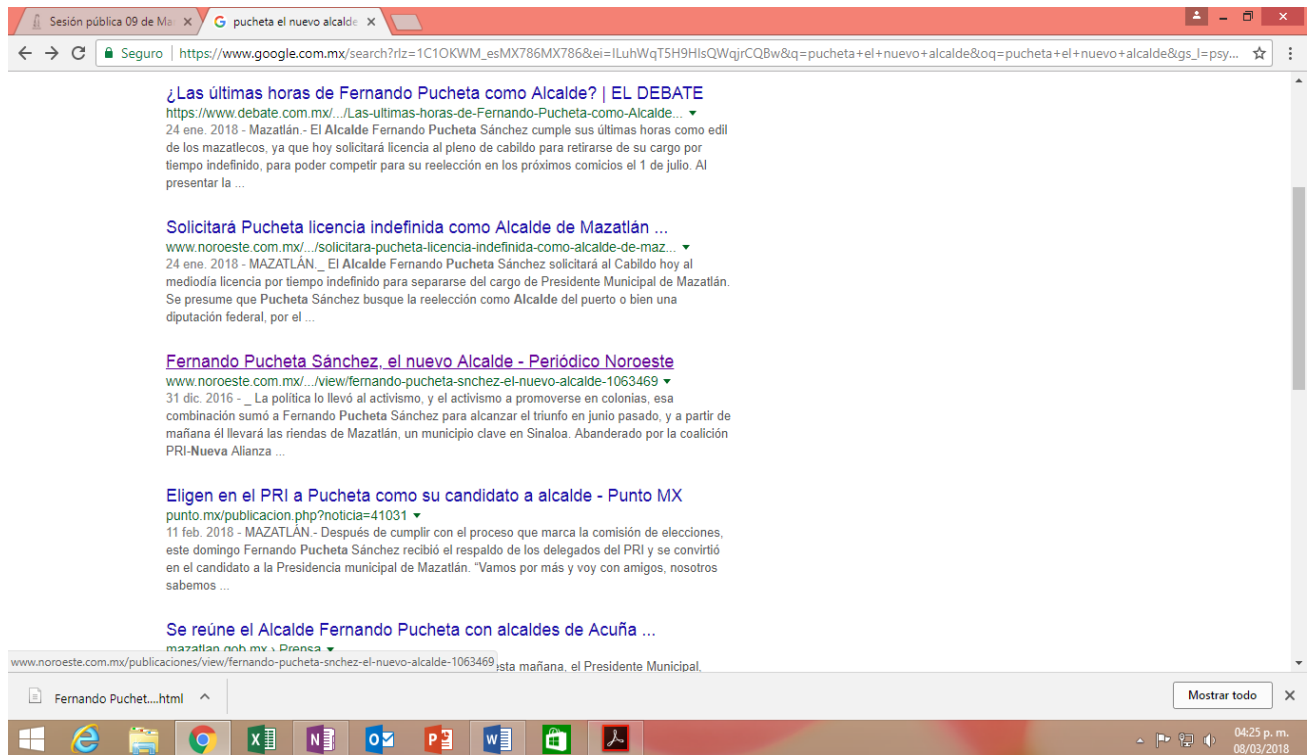 Sesión pública 09 de Ma
pucheta el nuevo alcalde
Seguro | https://www.google.com.mx/search?rlz=1C1OKWM_esMX786MX786&ei=ILuhWqT5H9HIsQWqjrCQBw&q=pucheta+el+nuevo+alcalde&oq=pucheta+el+nuevo+alcalde&gs_l=psy...
¿Las últimas horas de Fernando Pucheta como Alcalde? | EL DEBATE
https://www.debate.com.mx/.../Las-ultimas-horas-de-Fernando-Pucheta-como-Alcalde...
24 ene. 2018 - Mazatlán.- El Alcalde Fernando Pucheta Sánchez cumple sus últimas horas como edil
de los mazatlecos, ya que hoy solicitará licencia al pleno de cabildo para retirarse de su cargo por
tiempo indefinido, para poder competir para su reelección en los próximos comicios el 1 de julio. Al
presentar la ...
Solicitará Pucheta licencia indefinida como Alcalde de Mazatlán ...
www.noroeste.com.mx/.../solicitara-pucheta-licencia-indefinida-como-alcalde-de-maz...
24 ene. 2018 - MAZATLÁN._ El Alcalde Fernando Pucheta Sánchez solicitará al Cabildo hoy al
mediodía licencia por tiempo indefinido para separarse del cargo de Presidente Municipal de Mazatlán.
Se presume que Pucheta Sánchez busque la reelección como Alcalde del puerto o bien una
diputación federal, por el ...
Fernando Pucheta Sánchez, el nuevo Alcalde - Periódico Noroeste
www.noroeste.com.mx/.../view/fernando-pucheta-snchez-el-nuevo-alcalde-1063469
31 dic. 2016 - _ La política lo llevó al activismo, y el activismo a promoverse en colonias, esa
combinación sumó a Fernando Pucheta Sánchez para alcanzar el triunfo en junio pasado, y a partir de
mañana él llevará las riendas de Mazatlán, un municipio clave en Sinaloa. Abanderado por la coalición
PRI-Nueva Alianza ...
Eligen en el PRI a Pucheta como su candidato a alcalde - Punto MX
punto.mx/publicacion.php?noticia=41031
11 feb. 2018 - MAZATLÁN.- Después de cumplir con el proceso que marca la comisión de elecciones,
este domingo Fernando Pucheta Sánchez recibió el respaldo de los delegados del PRI y se convirtió
en el candidato a la Presidencia municipal de Mazatlán. “Vamos por más y voy con amigos, nosotros
sabemos ...
Se reúne el Alcalde Fernando Pucheta con alcaldes de Acuña ...
mazatlan.gob.mx › Prensa
www.noroeste.com.mx/publicaciones/view/fernando-pucheta-snchez-el-nuevo-alcalde-1063469 esta mañana, el Presidente Municipal,
Fernando Puchet....html
Mostrar todo
04:25 p. m.
08/03/2018